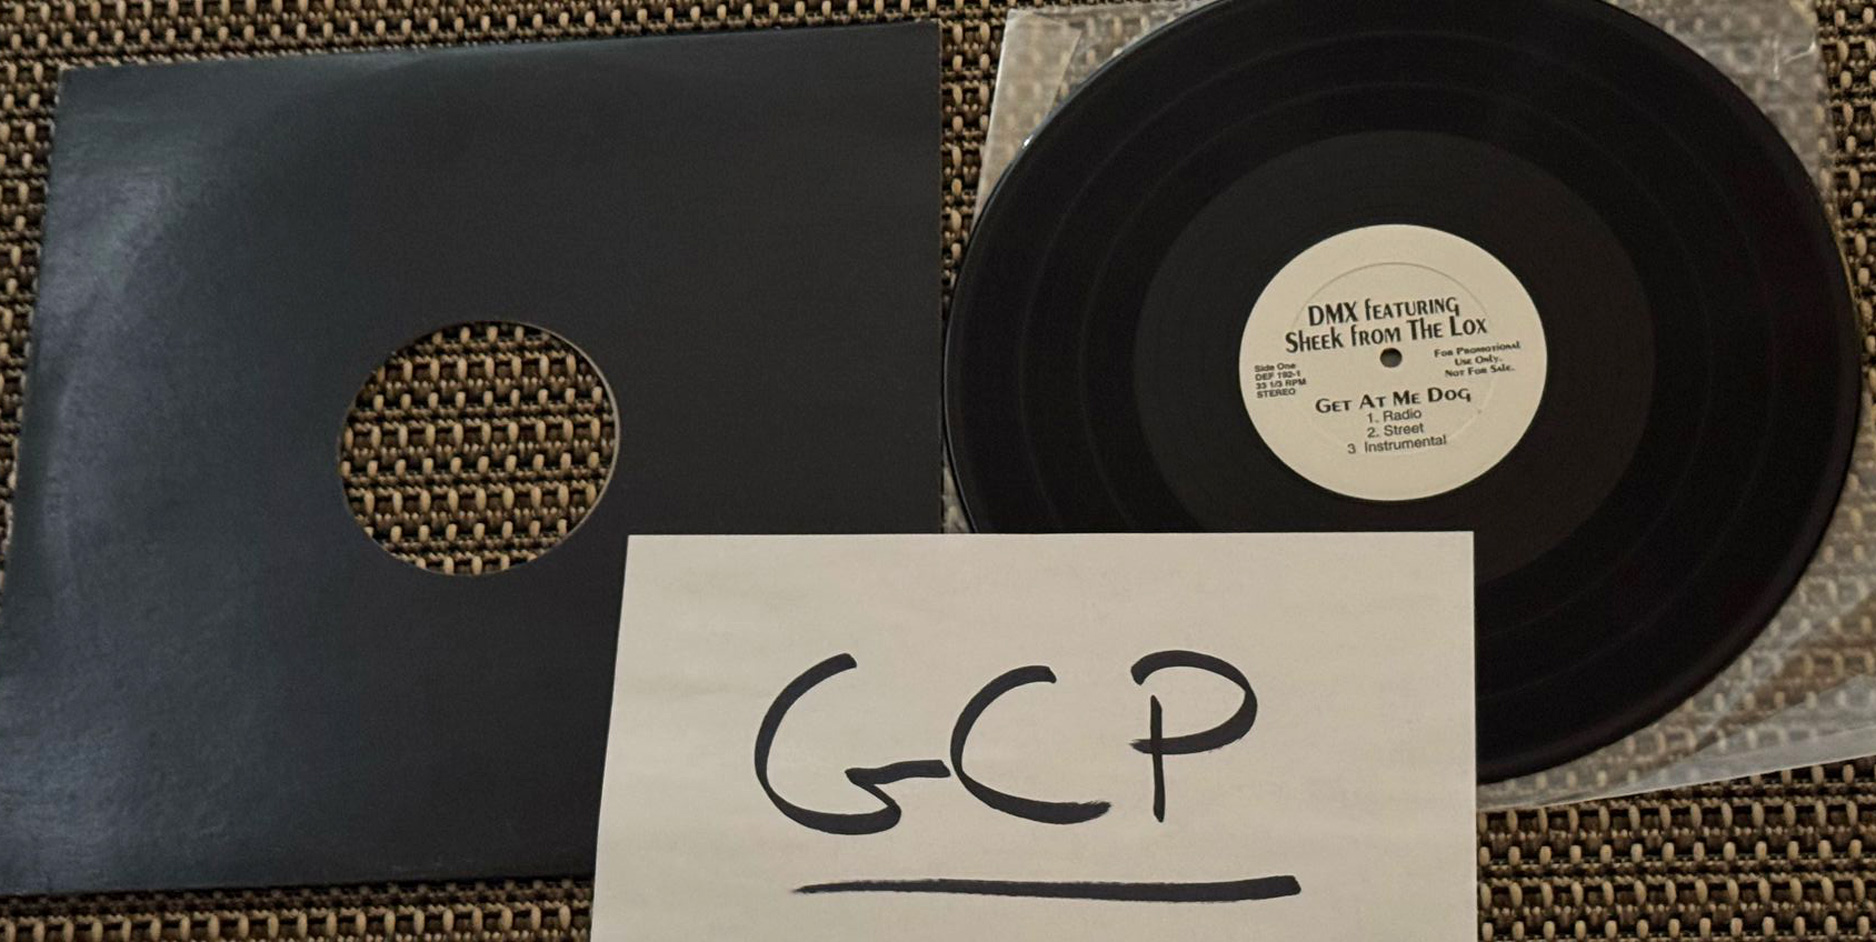 DMX FEATURING
SHEEK FROM THE LOX
For Promotional
Use Only.
Not For Sale.
Side One
DEF 192-1
33 1/3 RPM
STEREO
GET AT ME DOG
1. Radio
2. Street
3 Instrumental
GCP